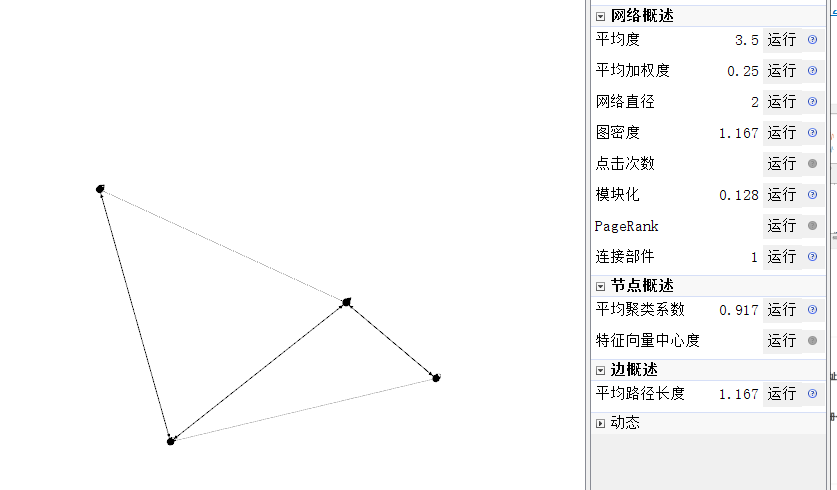 网络概述
平均度 3.5 运行
平均加权度 0.25 运行
网络直径 2 运行
图密度 1.167 运行
点击次数 运行
模块化 0.128 运行
PageRank 运行
连接部件 1 运行
节点概述
平均聚类系数 0.917 运行
特征向量中心度 运行
边概述
平均路径长度 1.167 运行
动态